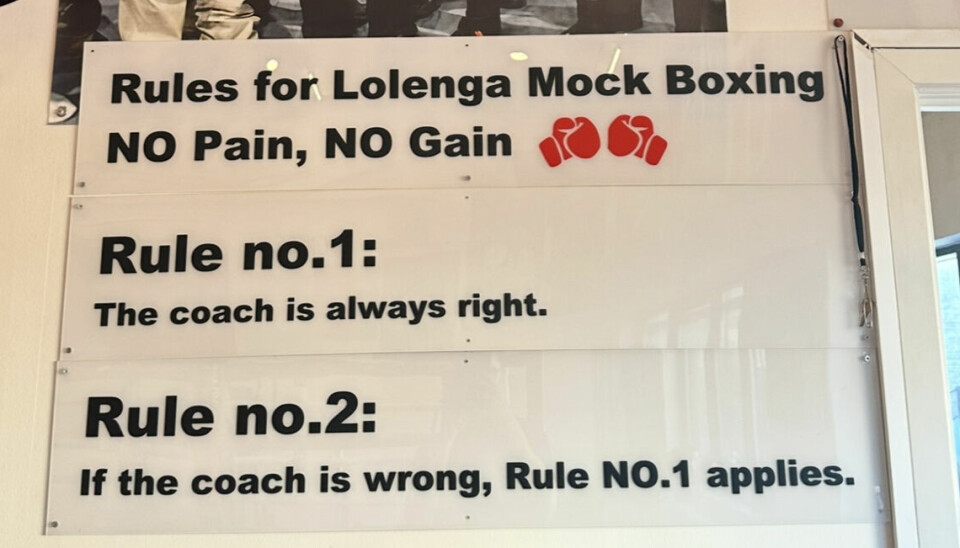 Rules for Lolenga Mock Boxing
NO Pain, NO Gain
Rule no.1:
The coach is always right.
Rule no.2:
If the coach is wrong, Rule NO.1 applies.